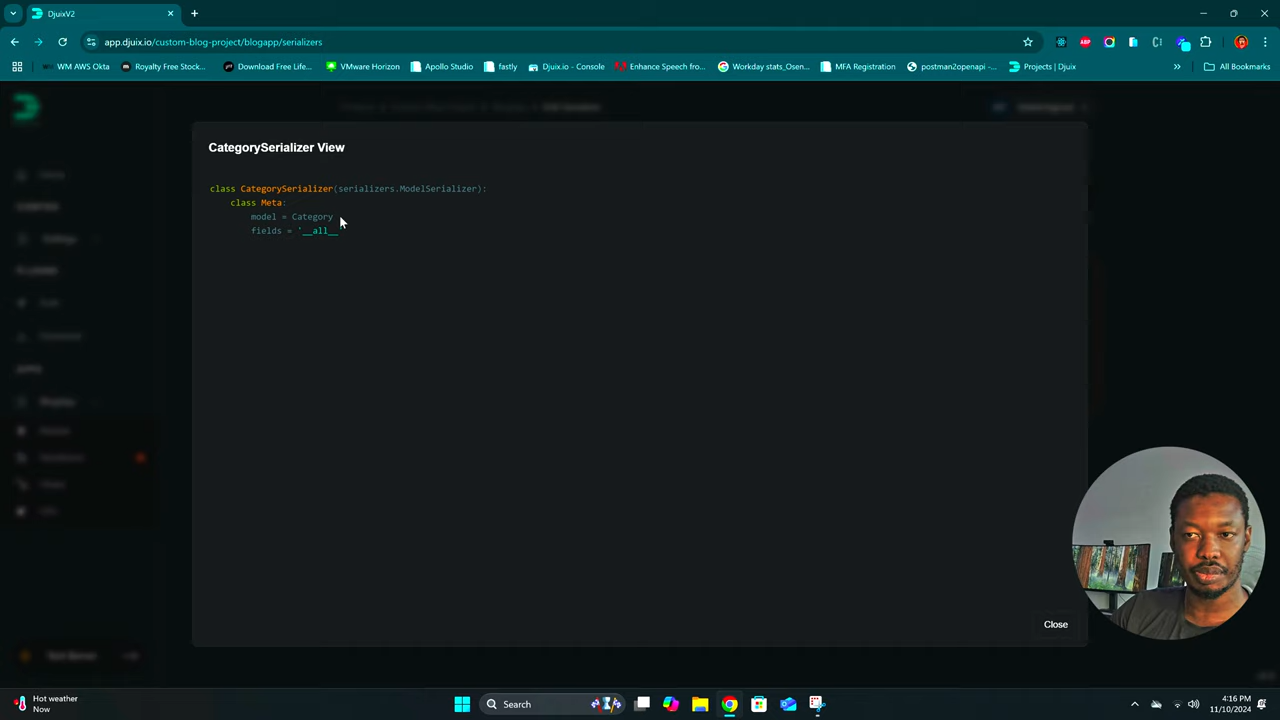 DjuixV2
app.djuix.io/custom-blog-project/blogapp/serializers
WM AWS Okta
Royalty Free Stock...
Download Free Life...
VMware Horizon
Apollo Studio
fastly
Djuix.io - Console
Enhance Speech fro...
Workday stats_Osen...
MFA Registration
postman2openapi -...
Projects | Djuix
»
All Bookmarks
CategorySerializer View
class CategorySerializer(serializers.ModelSerializer):
class Meta:
model = Category
fields = '__all__'
Close
Hot weather
Now
Search
4:16 PM
11/10/2024